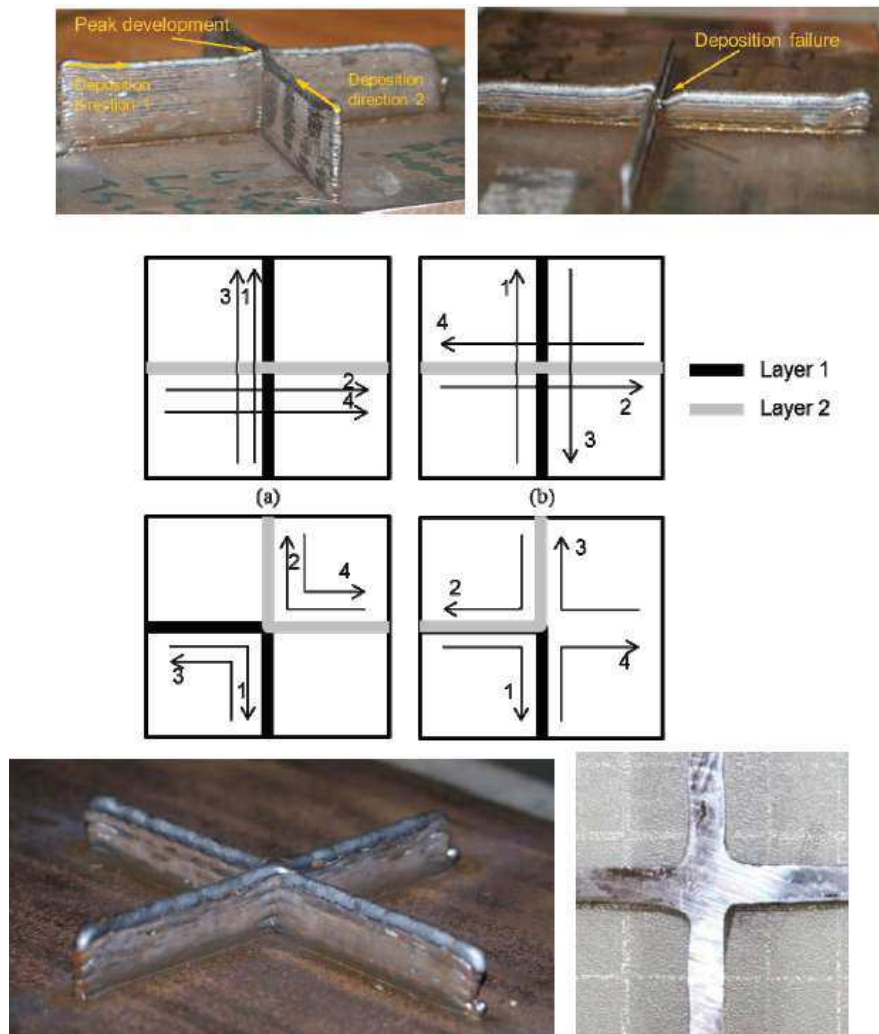 Peak development
Deposition
direction 1
Deposition
direction 2
Deposition failure
3 1
2
4
1
4
2
3
Layer 1
Layer 2
(a)
(b)
2
4
3
1
2
3
1
4